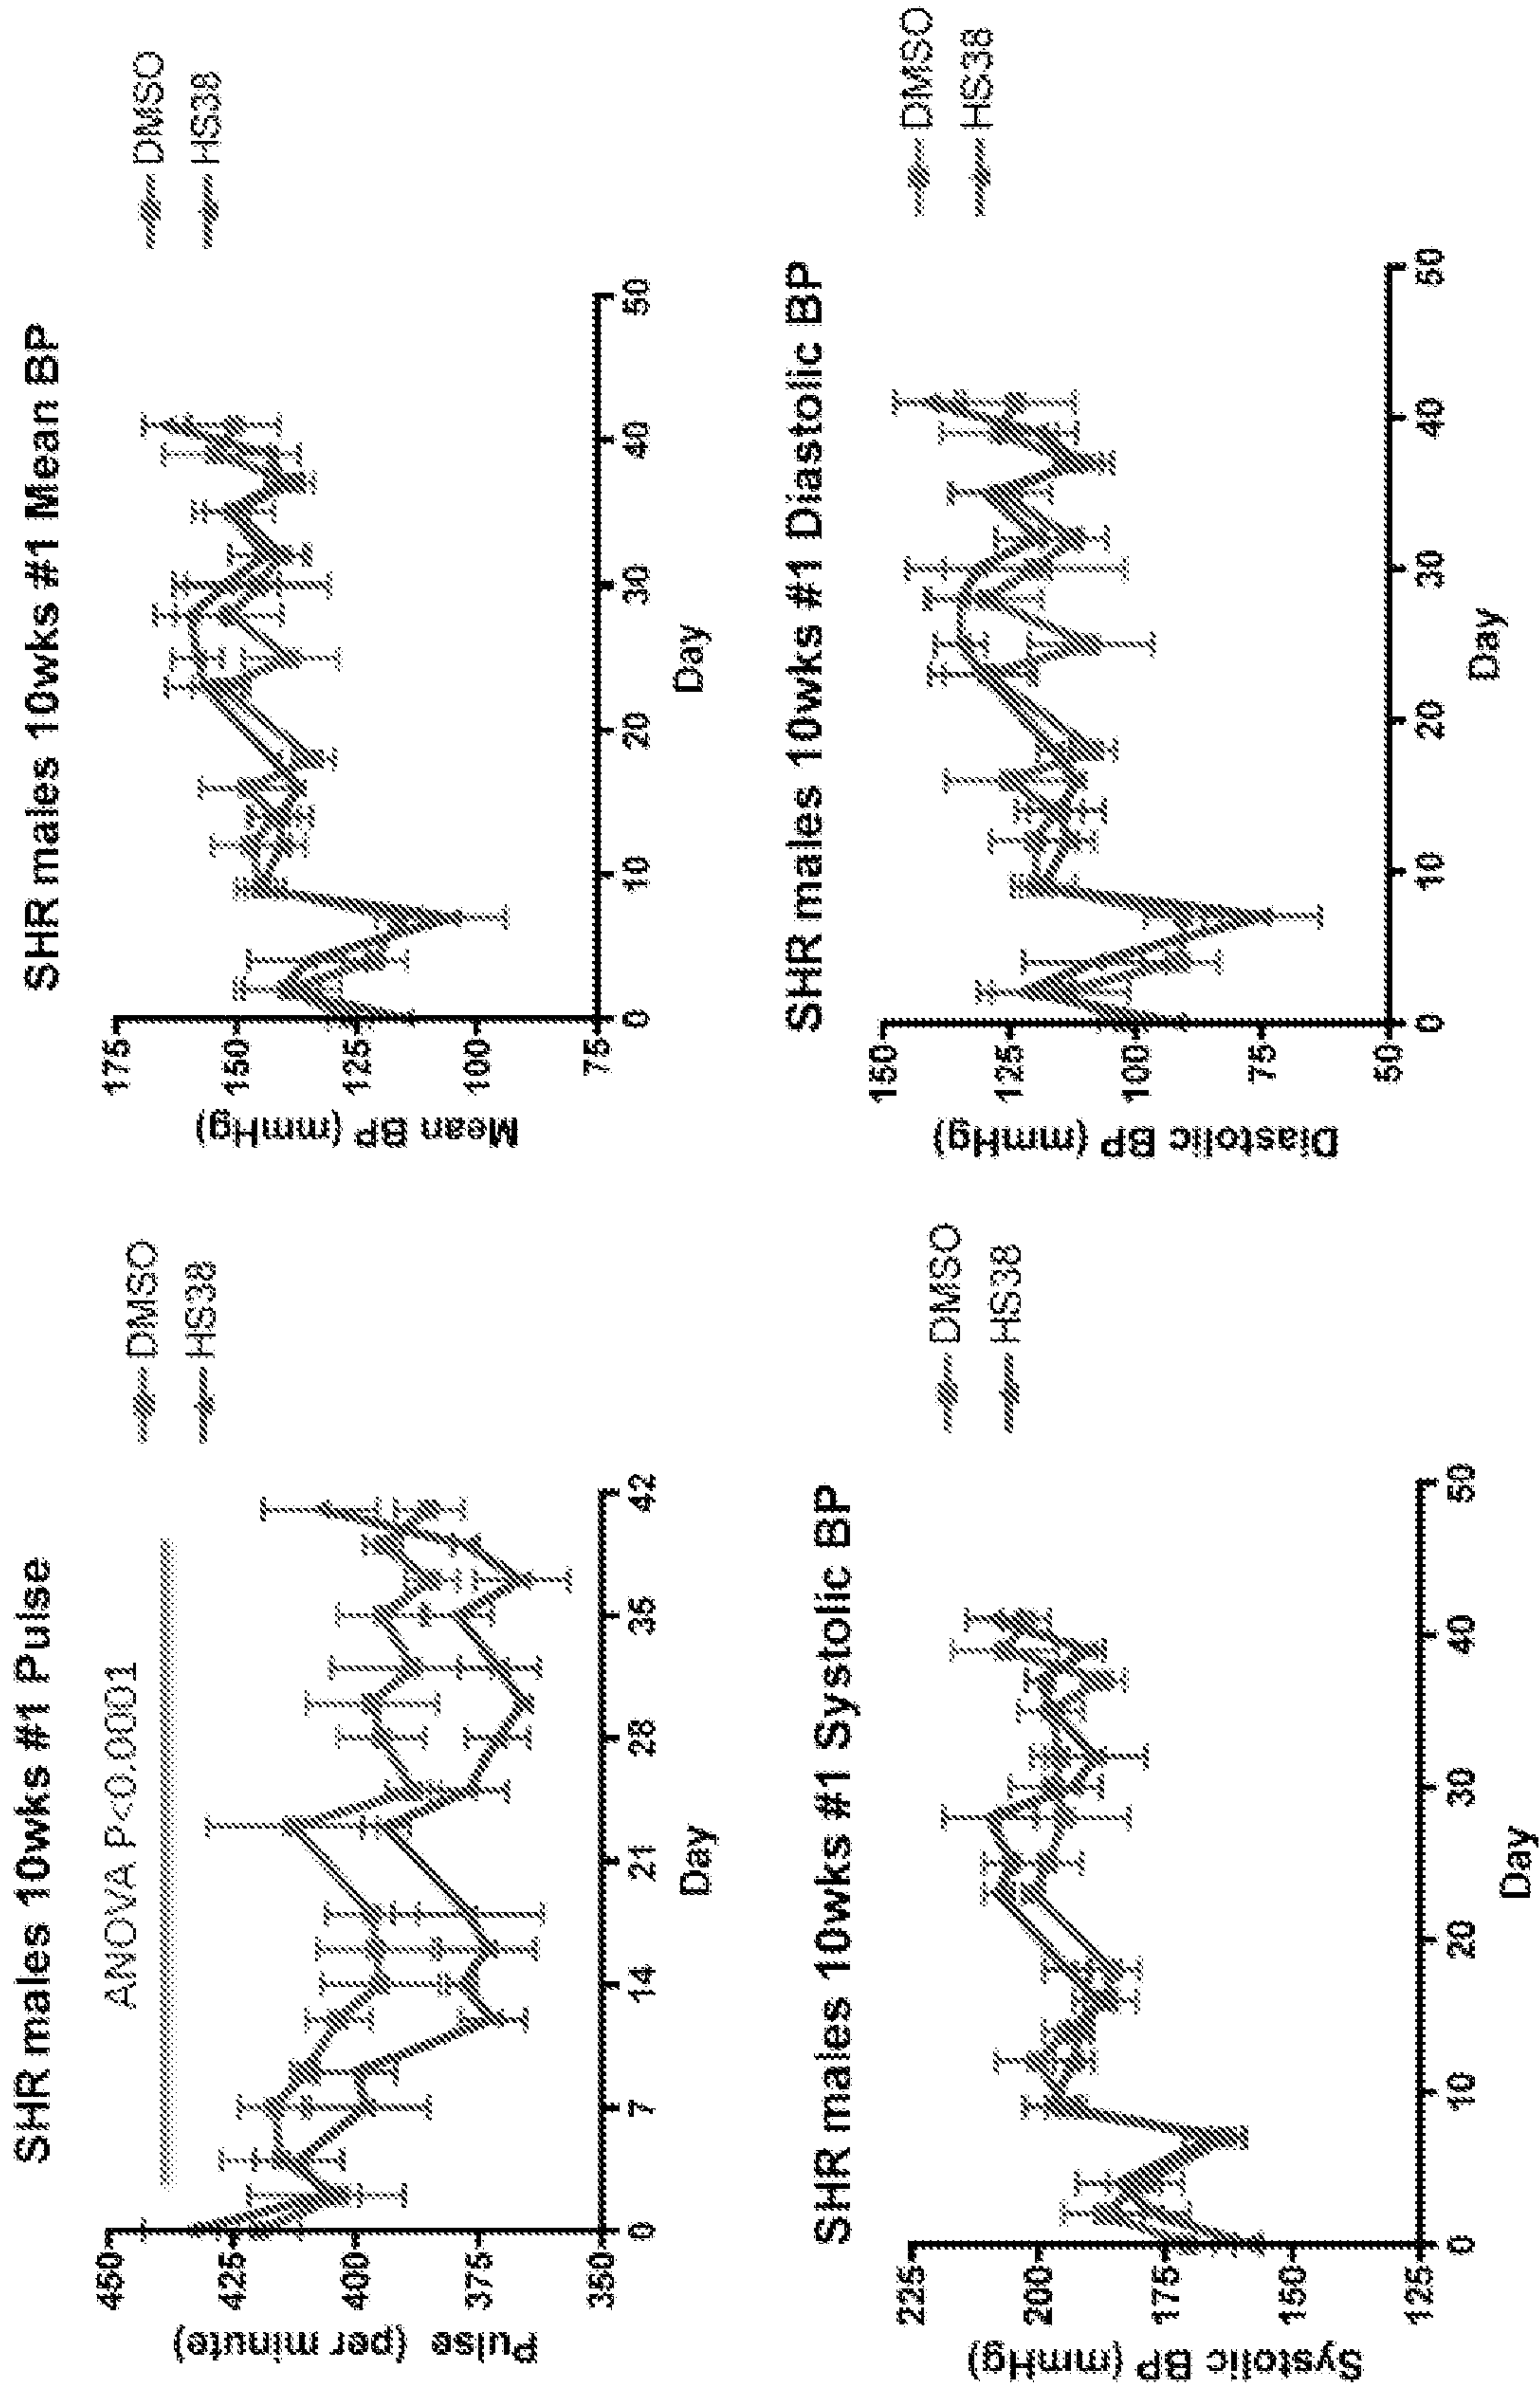 SHR males 10wks #1 Pulse
ANOVA P<0.0001
DMSO
HS38
450
425
400
375
350
Pulse (per minute)
0 7 14 21 28 35 42
Day
SHR males 10wks #1 Mean BP
DMSO
HS38
175
150
125
100
75
Mean BP (mmHg)
0 10 20 30 40 50
Day
SHR males 10wks #1 Systolic BP
DMSO
HS38
225
200
175
150
125
Systolic BP (mmHg)
0 10 20 30 40 50
Day
SHR males 10wks #1 Diastolic BP
DMSO
HS38
150
125
100
75
50
Diastolic BP (mmHg)
0 10 20 30 40 50
Day